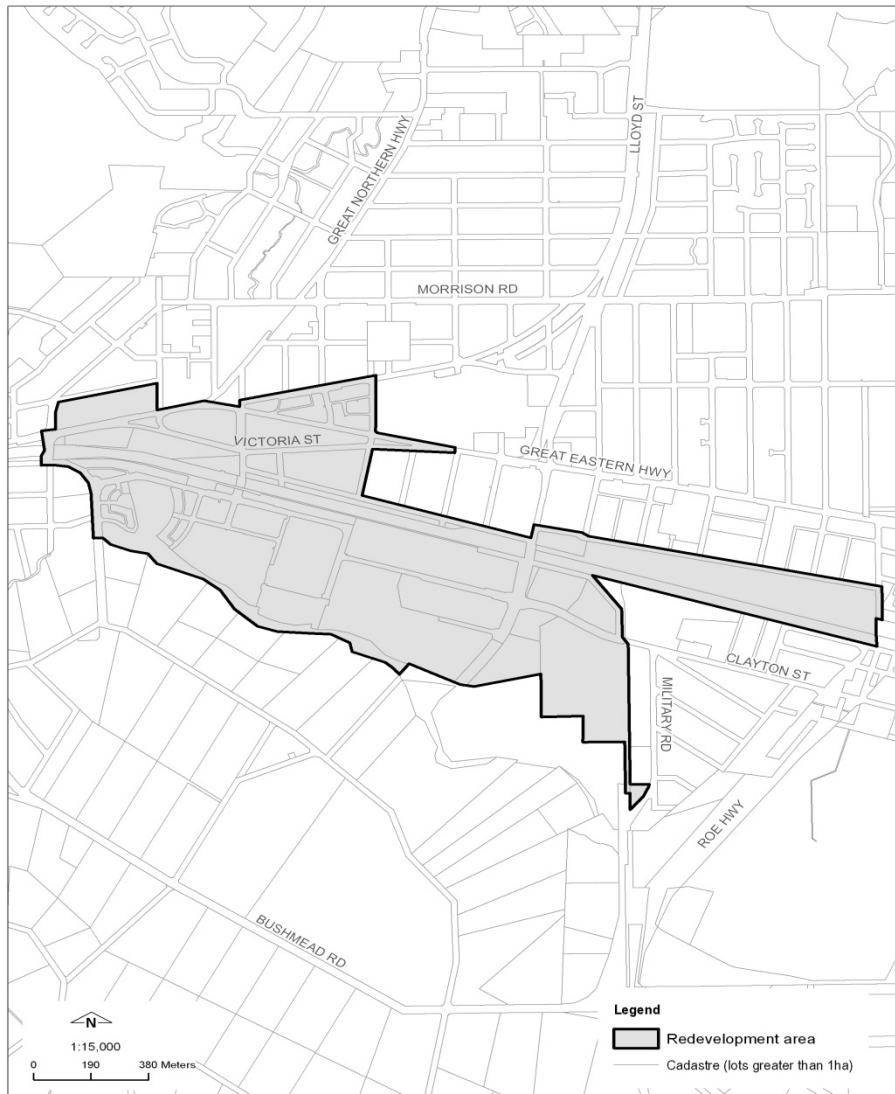 LLOYD ST
GREAT NORTHERN HWY
MORRISON RD
VICTORIA ST
GREAT EASTERN HWY
CLAYTON ST
MILITARY RD
ROE HWY
BUSHMEAD RD
N
1:15,000
0 190 380 Meters
Legend
Redevelopment area
Cadastre (lots greater than 1ha)